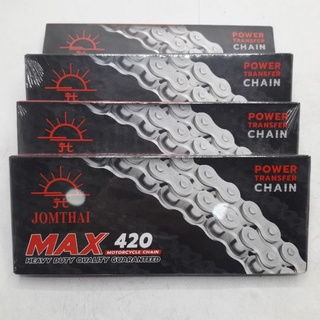 POWER
TRANSFER
CHAIN
POWER
TRANSFER
CHAIN
POWER
TRANSFER
CHAIN
POWER
TRANSFER
CHAIN
JOMTHAI
MAX 420
MOTORCYCLE CHAIN
HEAVY DUTY QUALITY GUARANTEED